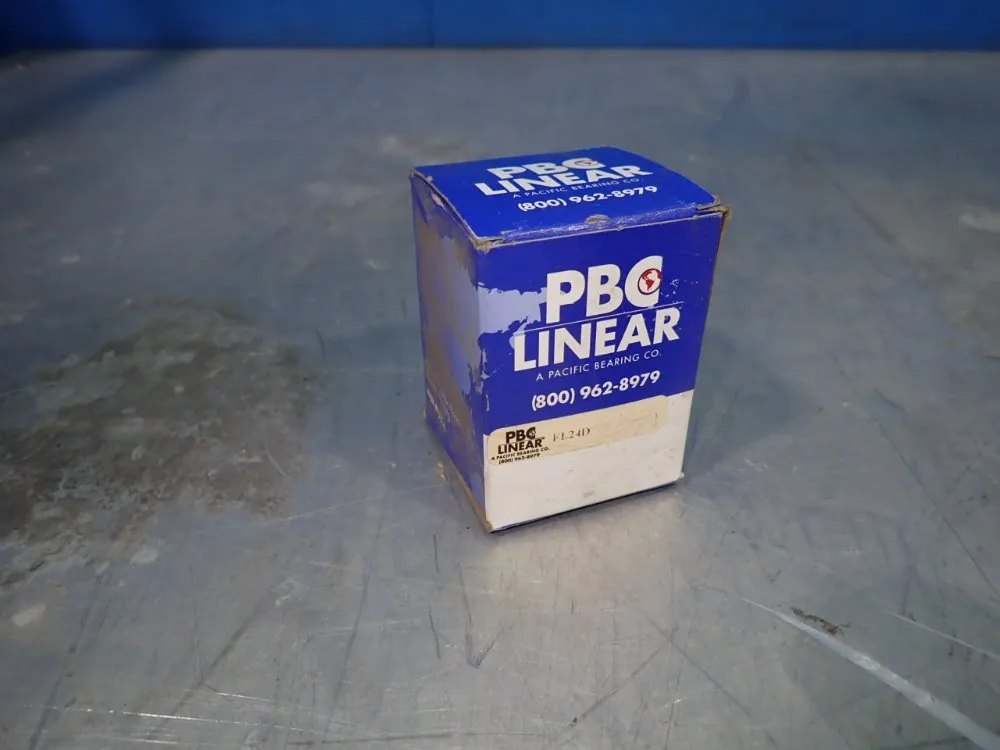 PBC
LINEAR
A PACIFIC BEARING CO.
(800) 962-8979
PBC
LINEAR
A PACIFIC BEARING CO.
(800) 962-8979
PBC
LINEAR
A PACIFIC BEARING CO.
(800) 962-8979
FL24D